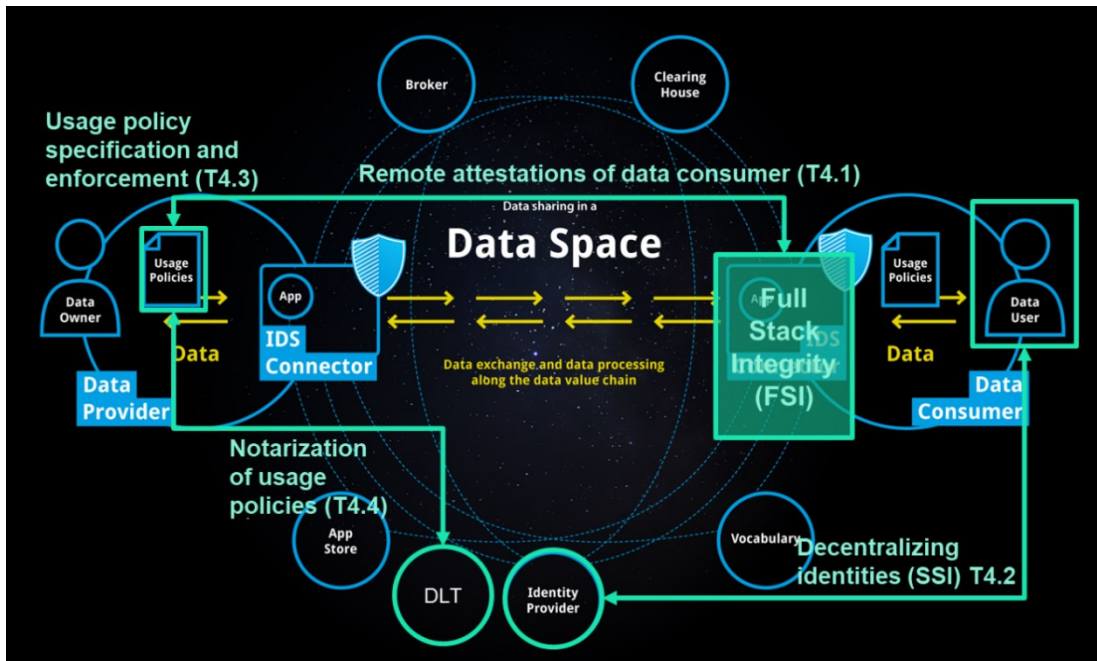 Broker
Clearing
House
Usage policy
specification and
enforcement (T4.3)
Remote attestations of data consumer (T4.1)
Data sharing in a
Data Space
Usage
Policies
Data
Owner
App
IDS
Connector
Data
Data
Provider
Data exchange and data processing
along the data value chain
App
IDS
Connector
Full
Stack
Integrity
(FSI)
Usage
Policies
Data
User
Data
Data
Consumer
Notarization
of usage
policies (T4.4)
App
Store
DLT
Identity
Provider
Vocabulary
Decentralizing
identities (SSI) T4.2